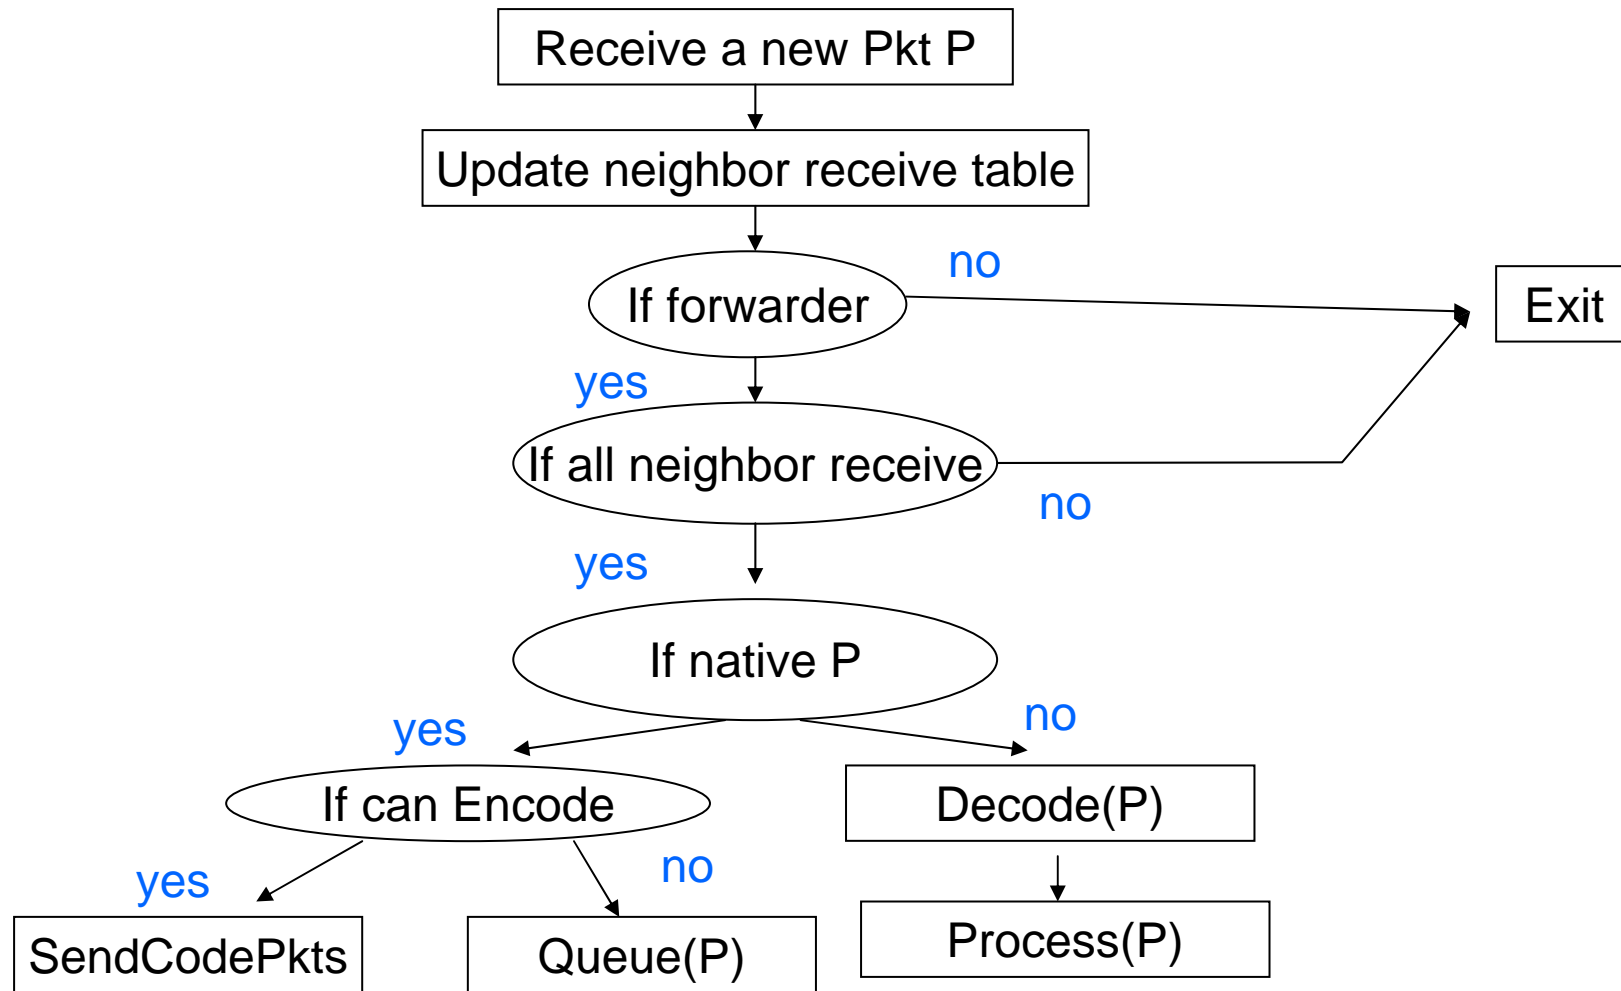 Receive a new Pkt P
Update neighbor receive table
no
If forwarder
Exit
yes
If all neighbor receive
no
yes
If native P
yes
no
If can Encode
Decode(P)
yes
no
SendCodePkts
Queue(P)
Process(P)